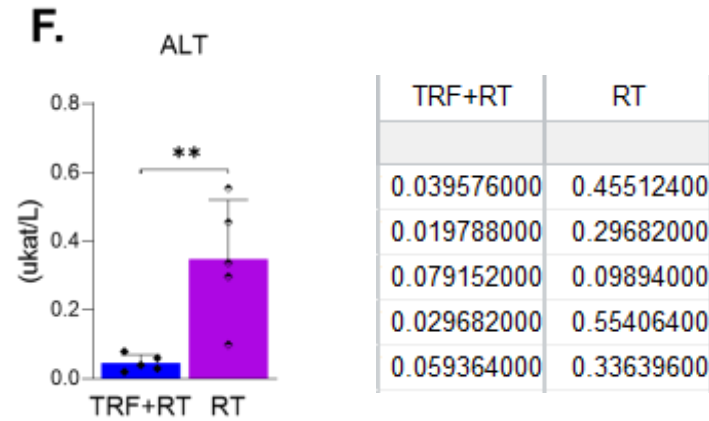 F.
ALT
0.8
0.6
0.4
0.2
0.0
(ukat/L)
**
TRF+RT RT
TRF+RT RT
0.039576000 0.45512400
0.019788000 0.29682000
0.079152000 0.09894000
0.029682000 0.55406400
0.059364000 0.33639600